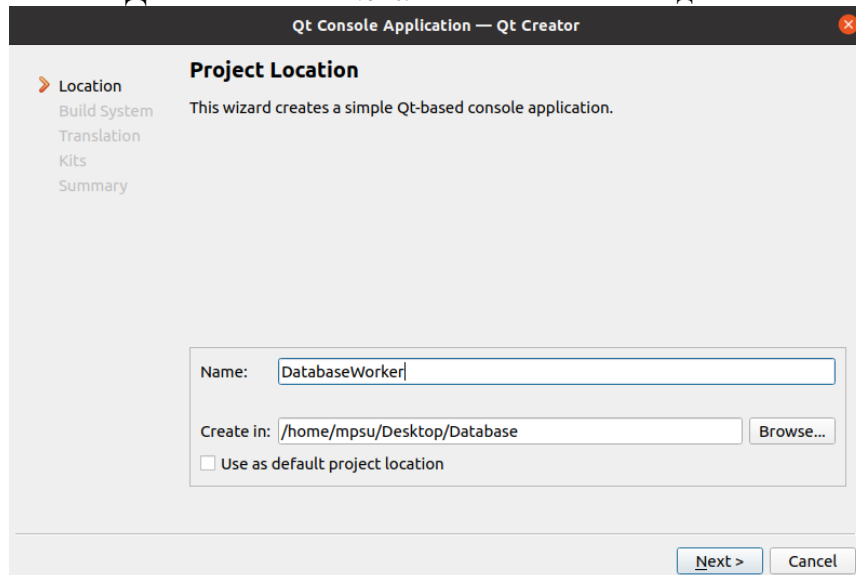 Qt Console Application — Qt Creator
Location
Build System
Translation
Kits
Summary
Project Location
This wizard creates a simple Qt-based console application.
Name: DatabaseWorker
Create in: /home/mpsu/Desktop/Database Browse...
Use as default project location
Next > Cancel